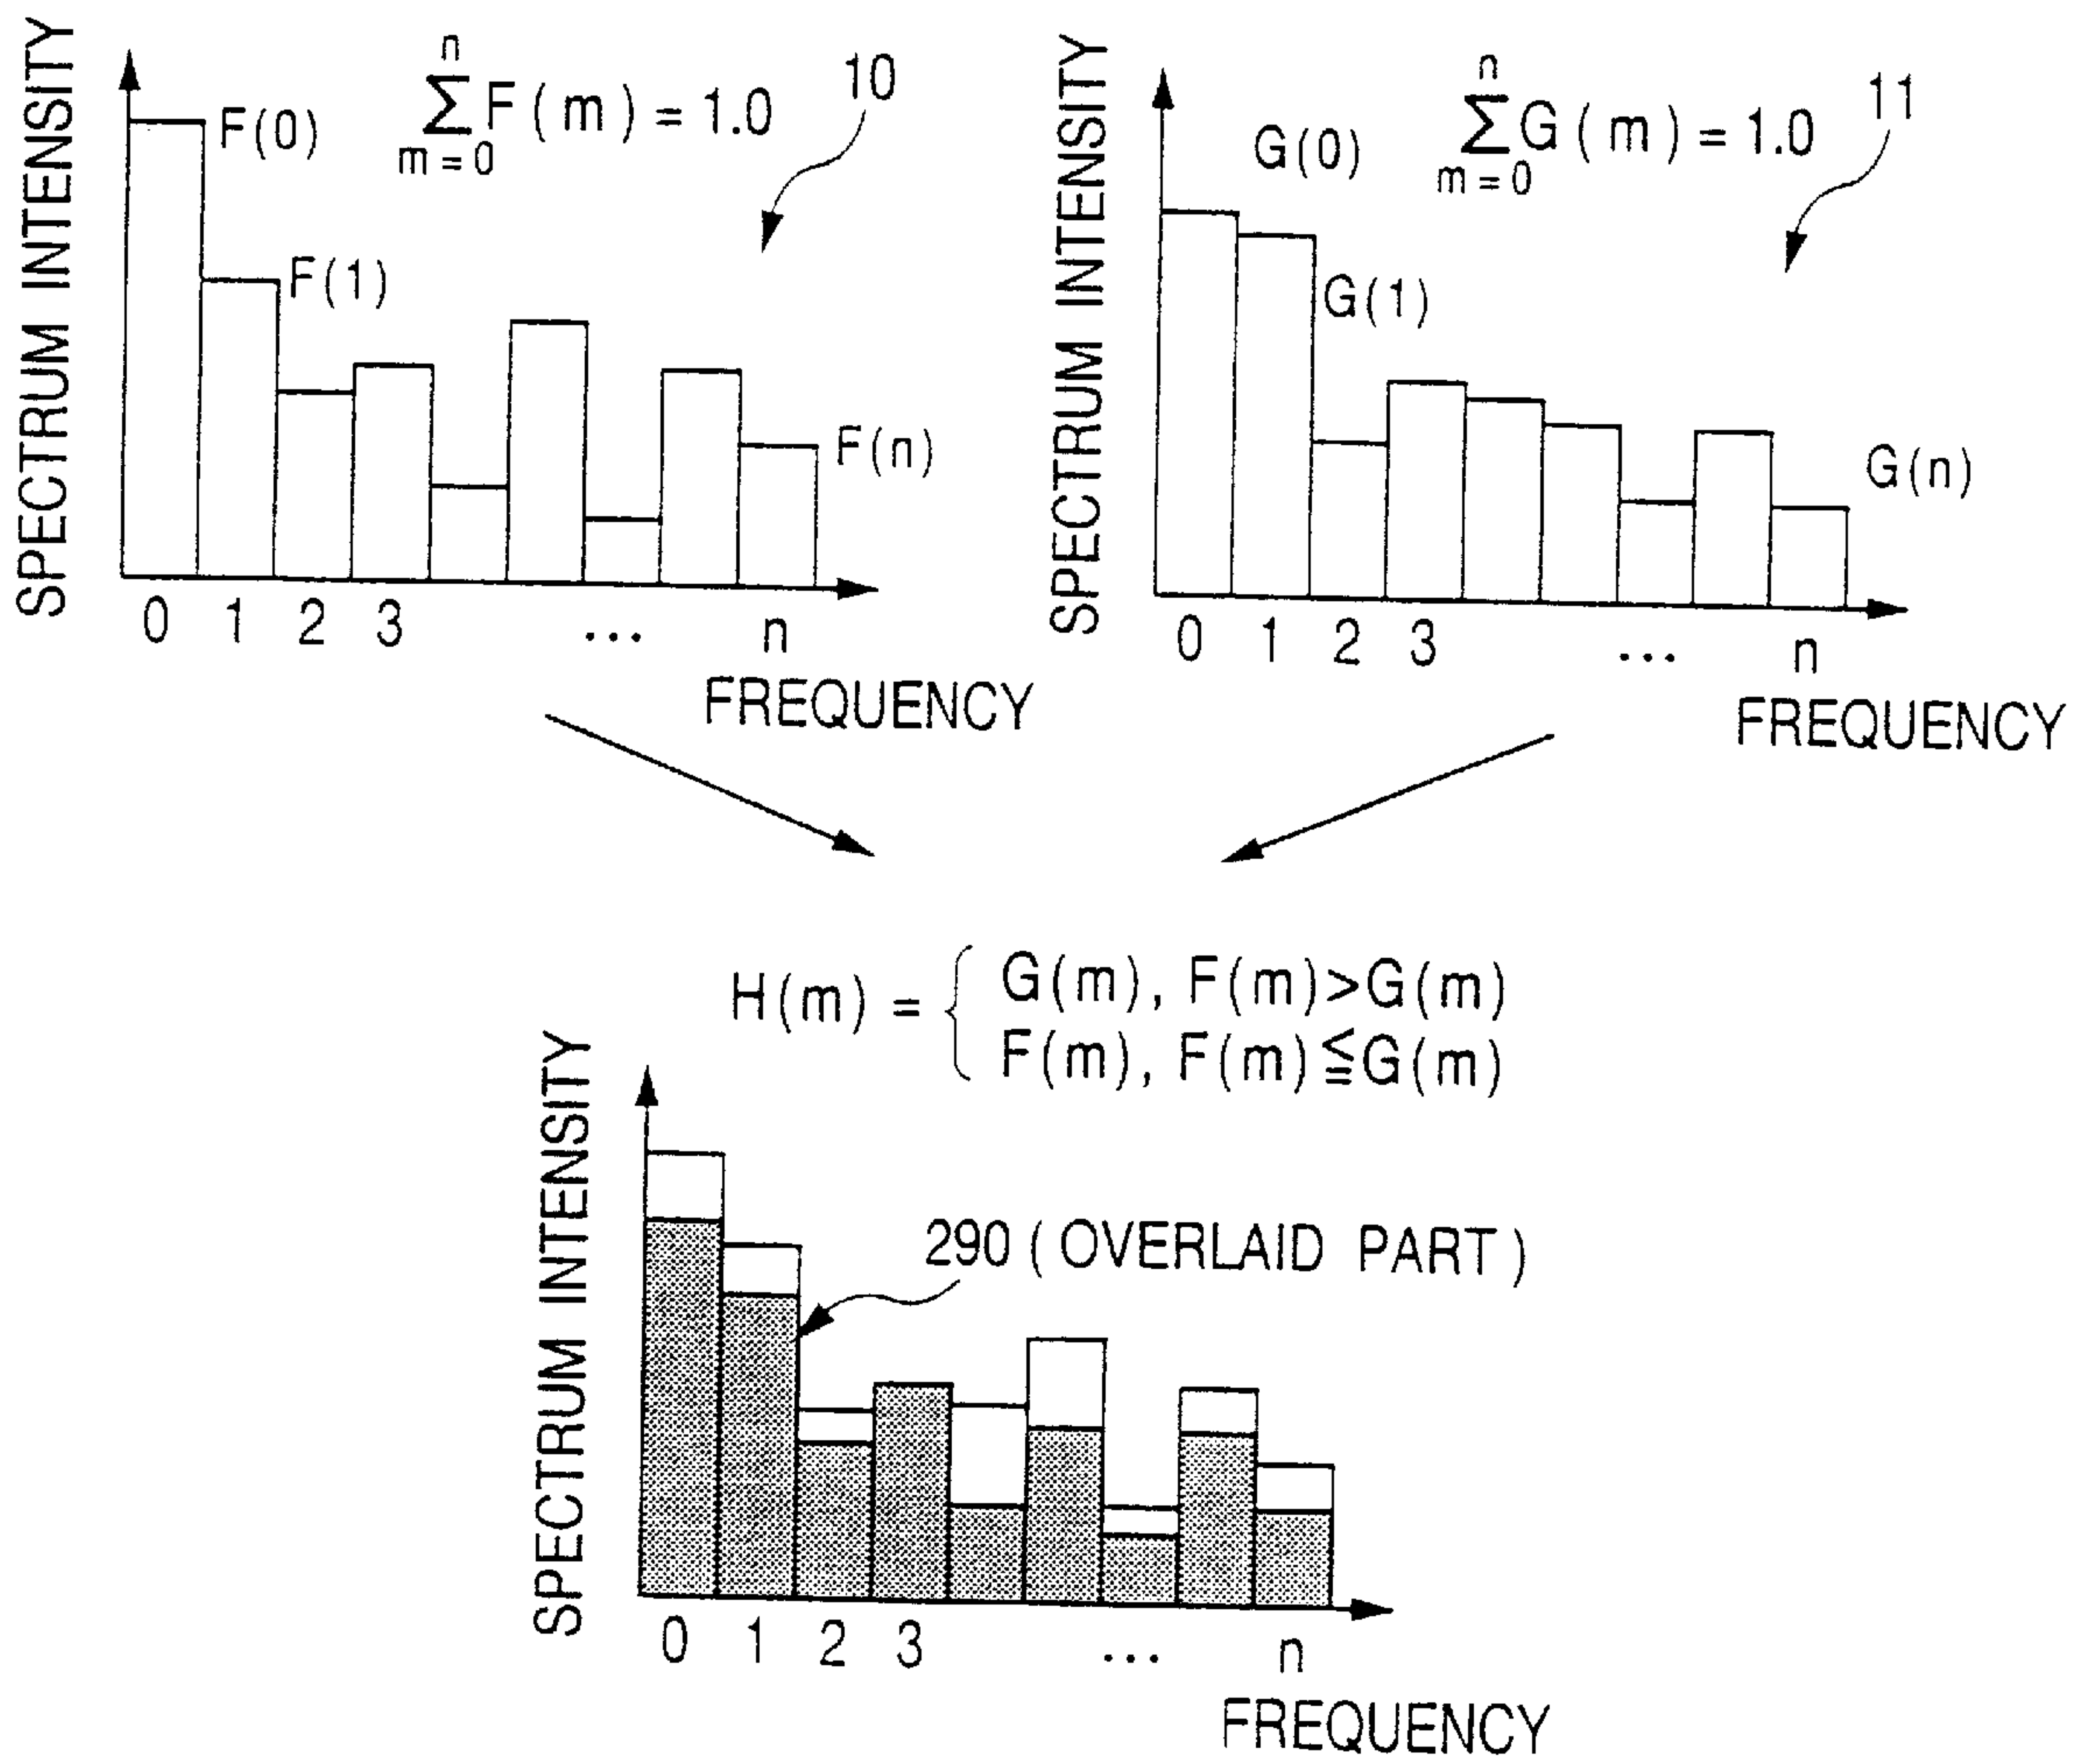 SPECTRUM INTENSITY
F(0)
n
Σ F(m) = 1.0
m=0
10
F(1)
F(n)
0 1 2 3 ... n
FREQUENCY
SPECTRUM INTENSITY
G(0)
n
Σ G(m) = 1.0
m=0
11
G(1)
G(n)
0 1 2 3 ... n
FREQUENCY
H(m) = { G(m), F(m)>G(m)
F(m), F(m)≦G(m)
SPECTRUM INTENSITY
290 (OVERLAID PART)
0 1 2 3 ... n
FREQUENCY